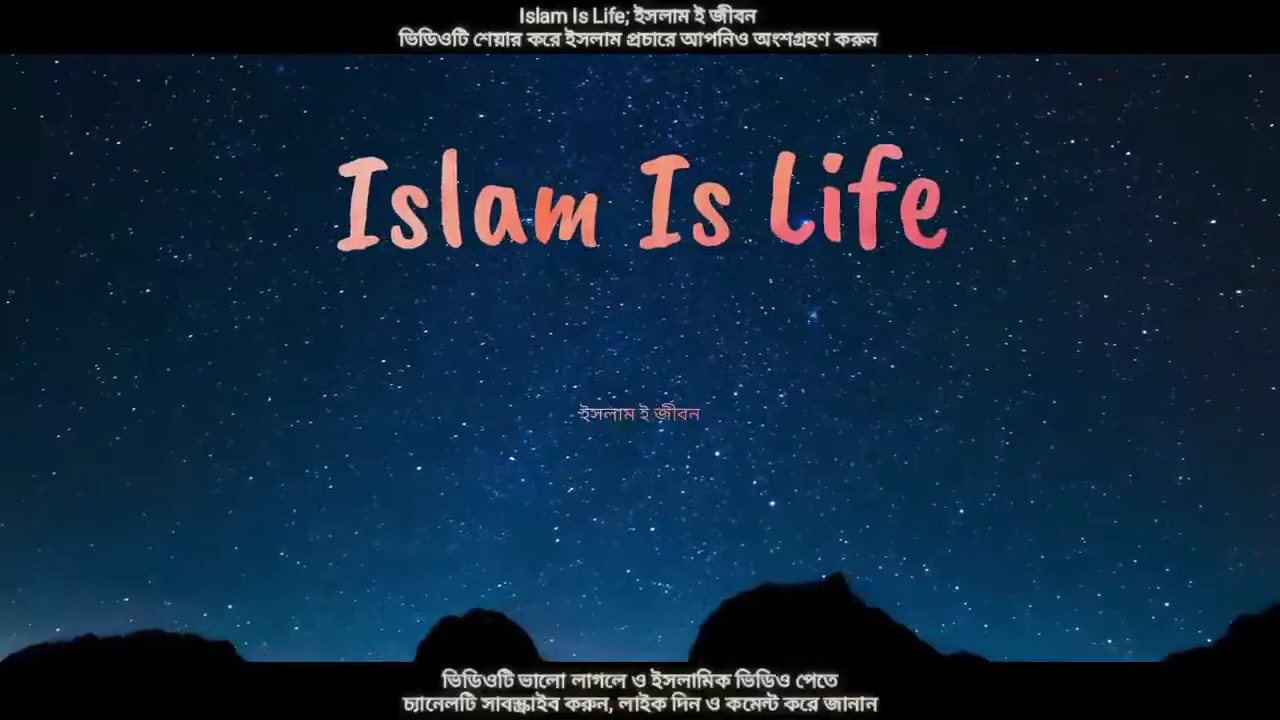 Islam Is Life; ইসলাম ই জীবন
ভিডিওটি শেয়ার করে ইসলাম প্রচারে আপনিও অংশগ্রহণ করুন
Islam Is Life
ইসলাম ই জীবন
ভিডিওটি ভালো লাগলে ও ইসলামিক ভিডিও পেতে
চ্যানেলটি সাবস্ক্রাইব করুন, লাইক দিন ও কমেন্ট করে জানান